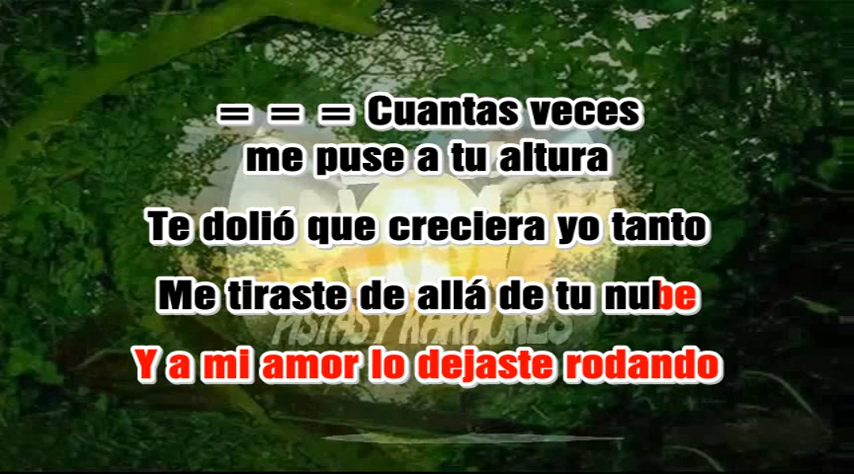 = = = Cuantas veces
me puse a tu altura
Te dolió que creciera yo tanto
Me tiraste de allá de tu nube
Y a mi amor lo dejaste rodando
PISTAS Y KARAOKES